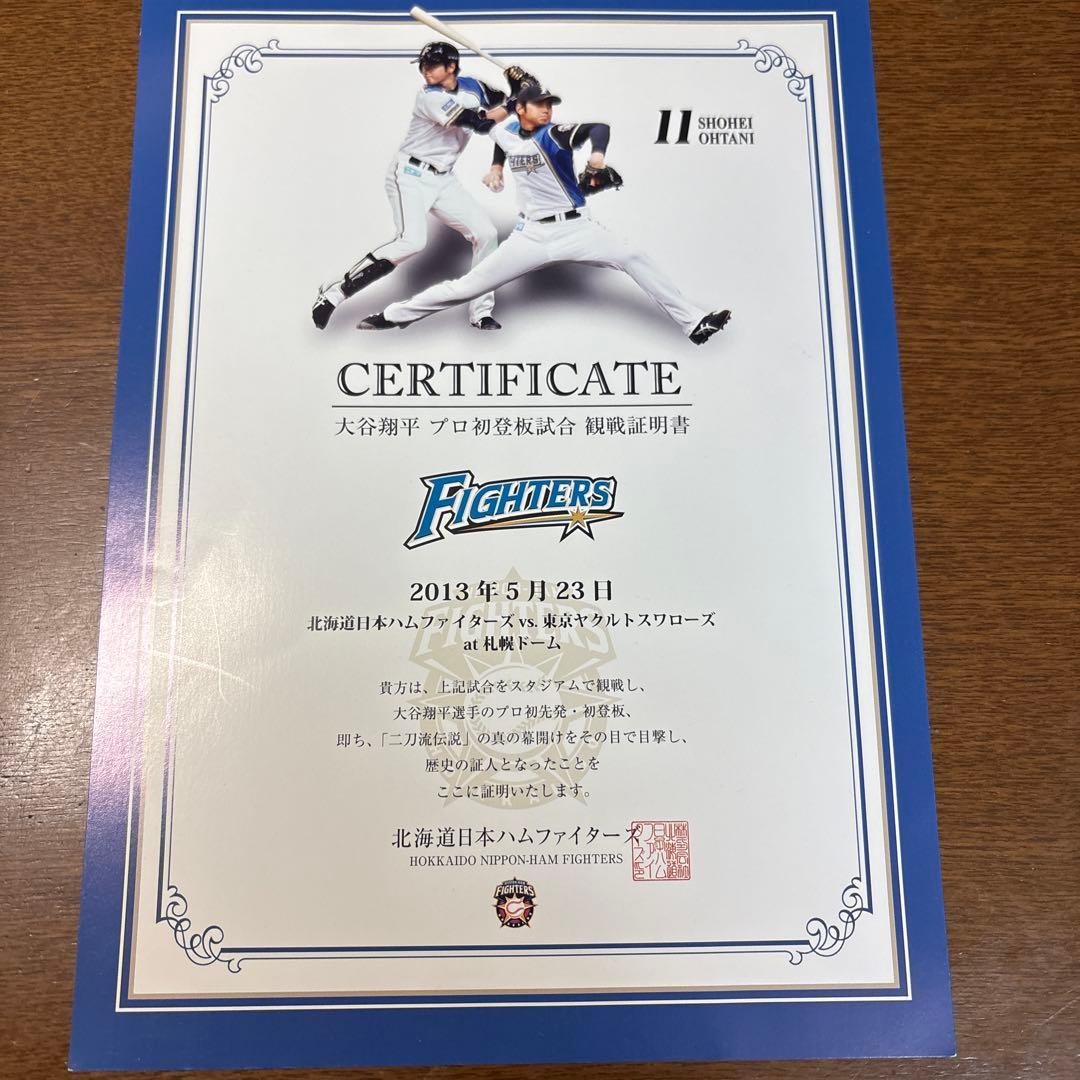 11 SHOHEI
OHTANI
FIGHTERS
CERTIFICATE
大谷翔平 プロ初登板試合 観戦証明書
FIGHTERS
2013年5月23日
北海道日本ハムファイターズ vs. 東京ヤクルトスワローズ
at 札幌ドーム
FIGHTERS
貴方は、上記試合をスタジアムで観戦し、
大谷翔平選手のプロ初先発・初登板、
即ち、「二刀流伝説」の真の幕開けをその目で目撃し、
歴史の証人となったことを
ここに証明いたします。
北海道日本ハムファイターズ
HOKKAIDO NIPPON-HAM FIGHTERS
FIGHTERS